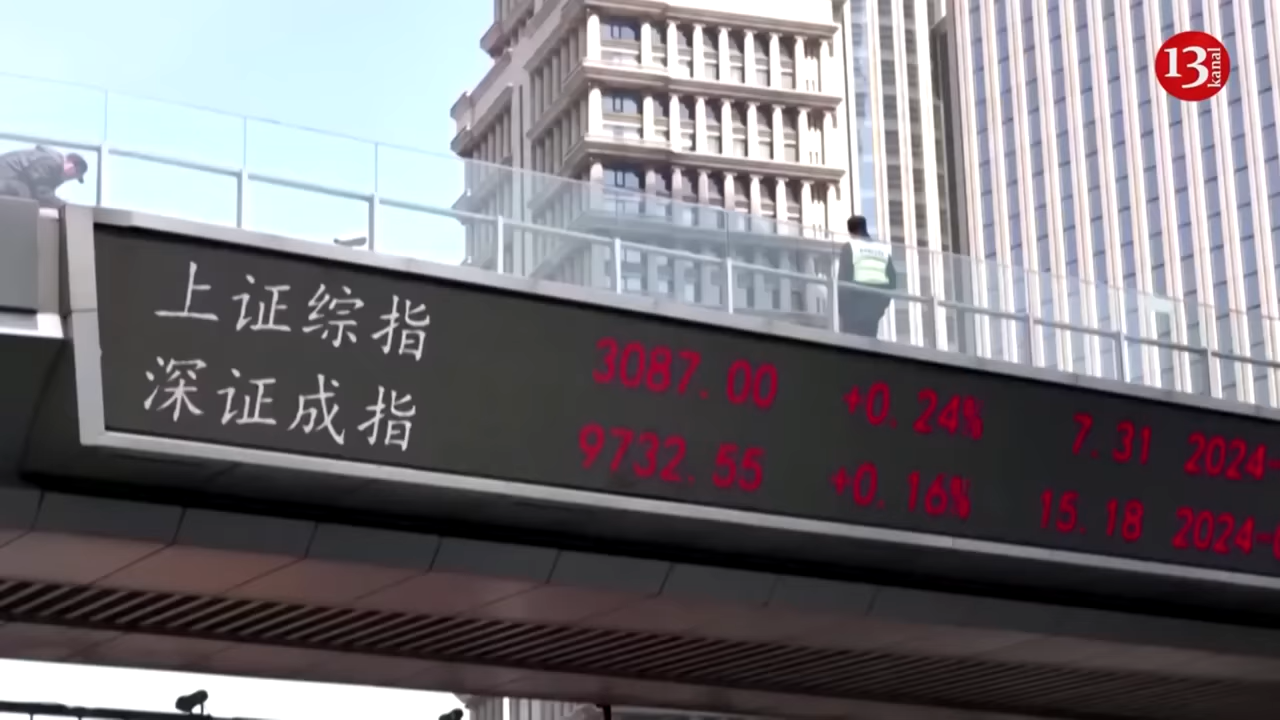 13 kanal
上证综指 3087.00 +0.24% 7.31 2024-
深证成指 9732.55 +0.16% 15.18 2024-